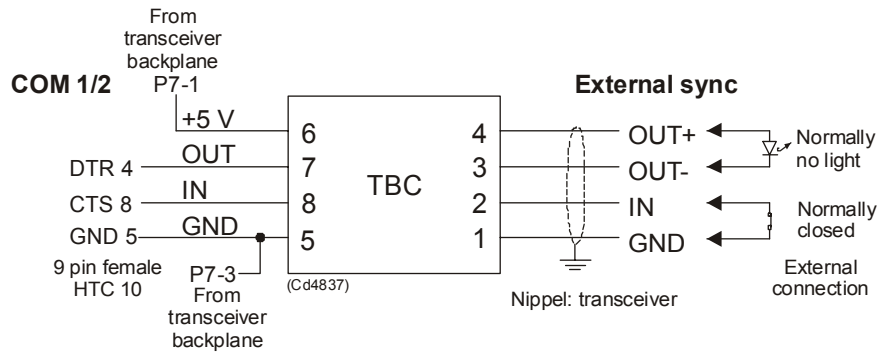 From
transceiver
backplane
P7-1
COM 1/2
External sync
+5 V
6
4
OUT+
DTR 4
OUT
7
3
OUT-
Normally
no light
TBC
CTS 8
IN
8
2
IN
GND 5
GND
5
1
GND
Normally
closed
9 pin female
HTC 10
P7-3
From
transceiver
backplane
(Cd4837)
Nippel: transceiver
External
connection